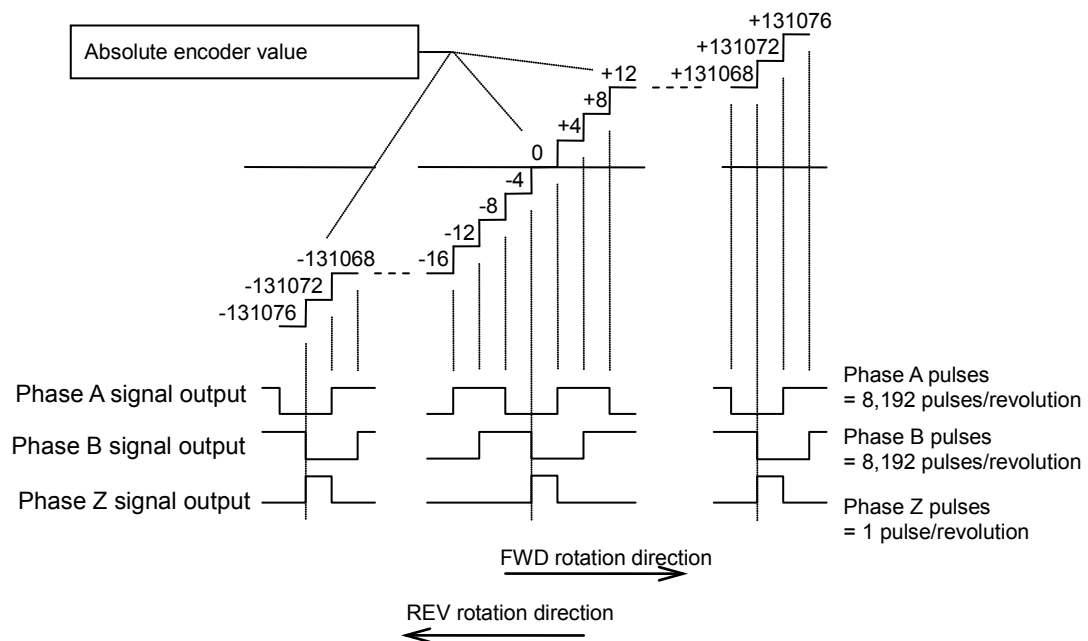 Absolute encoder value
+131076
+131072
+131068
+12
+8
+4
0
-4
-8
-12
-16
-131068
-131072
-131076
Phase A signal output
Phase A pulses
= 8,192 pulses/revolution
Phase B signal output
Phase B pulses
= 8,192 pulses/revolution
Phase Z signal output
Phase Z pulses
= 1 pulse/revolution
FWD rotation direction
REV rotation direction